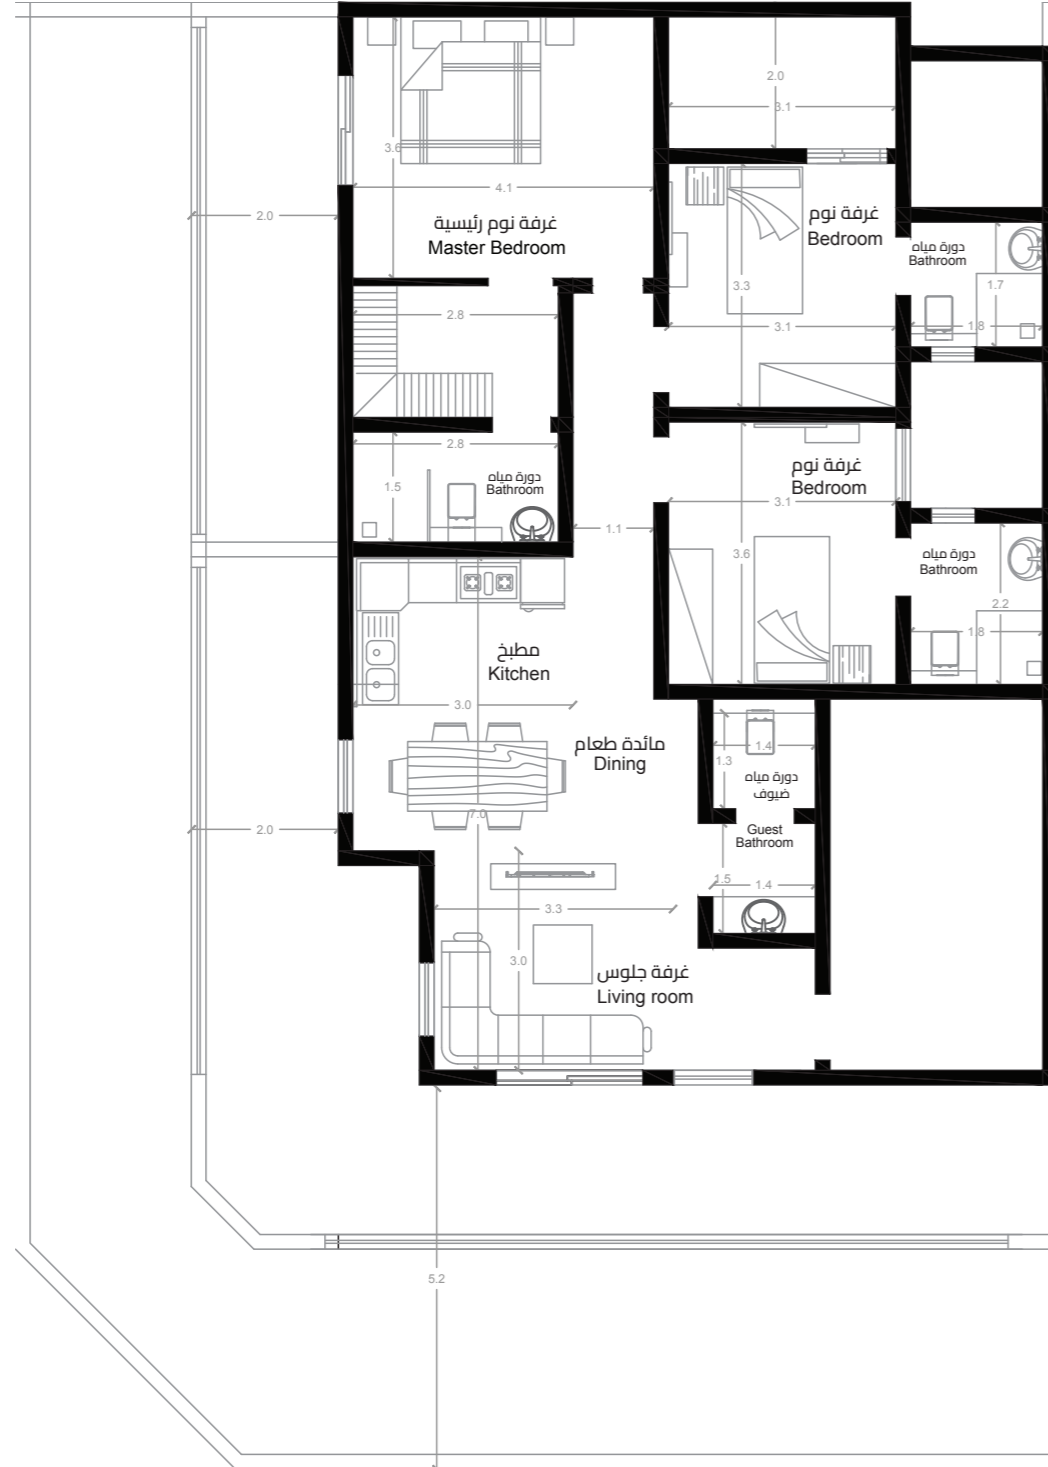 2.0
3.1
3.6
4.1
2.0
غرفة نوم رئيسية
Master Bedroom
غرفة نوم
Bedroom
دورة مياه
Bathroom
1.7
1.8
3.3
3.1
2.8
2.8
1.5
دورة مياه
Bathroom
1.1
غرفة نوم
Bedroom
3.1
3.6
دورة مياه
Bathroom
2.2
1.8
مطبخ
Kitchen
3.0
مائدة طعام
Dining
7.0
1.4
1.3
دورة مياه
ضيوف
Guest
Bathroom
1.5
1.4
2.0
3.3
3.0
غرفة جلوس
Living room
5.2